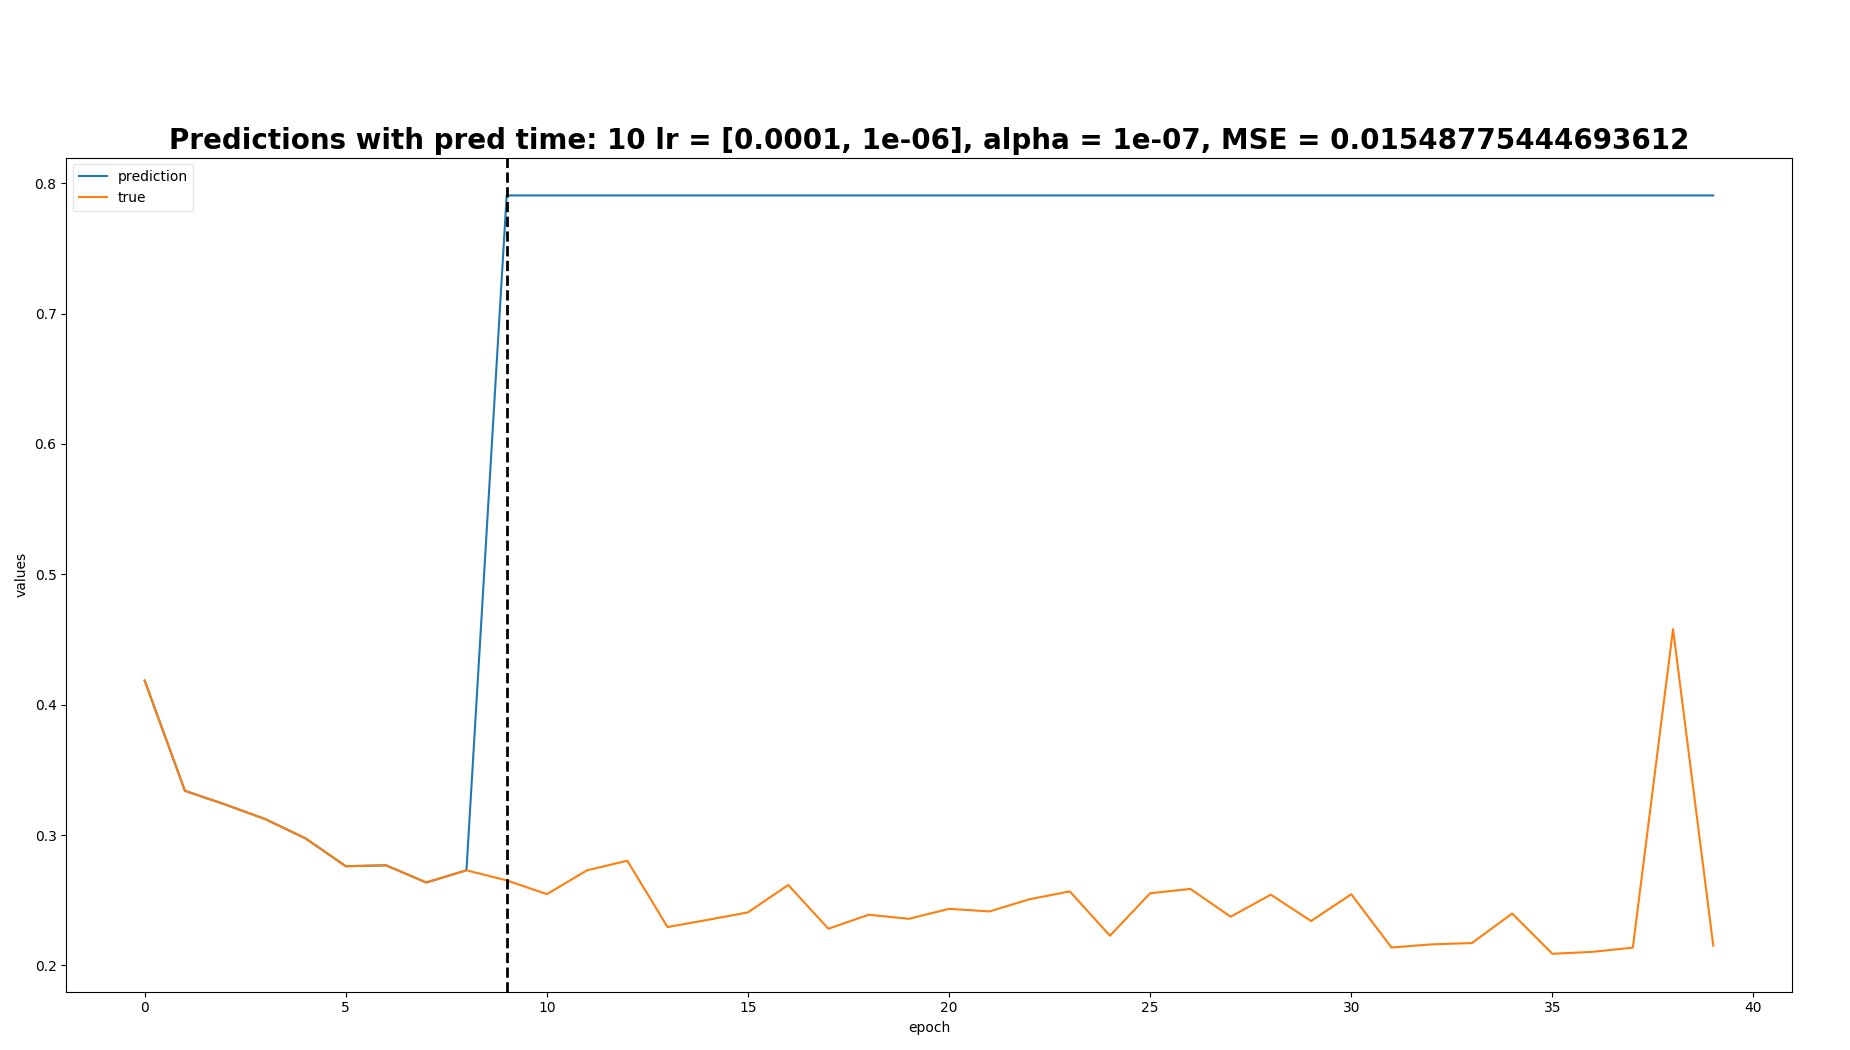 Predictions with pred time: 10 lr = [0.0001, 1e-06], alpha = 1e-07, MSE = 0.01548775444693612
prediction
true
0.8
0.7
0.6
0.5
0.4
0.3
0.2
values
0 5 10 15 20 25 30 35 40
epoch